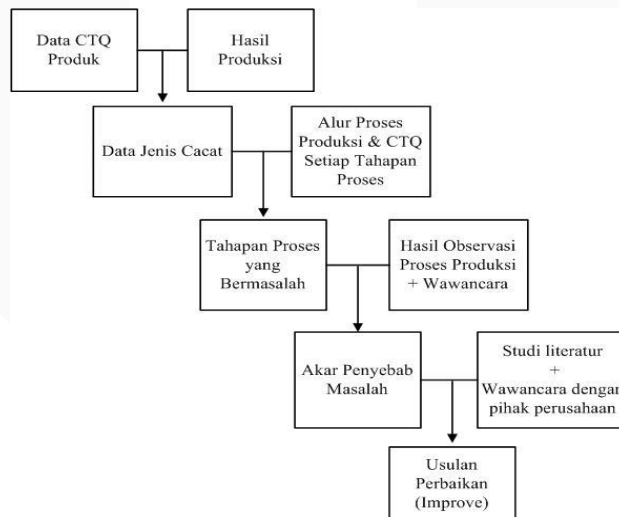 Data CTQ
Produk
Hasil
Produksi
Data Jenis Cacat
Alur Proses
Produksi & CTQ
Setiap Tahapan
Proses
Tahapan Proses
yang
Bermasalah
Hasil Observasi
Proses Produksi
+ Wawancara
Akar Penyebab
Masalah
Studi literatur
+
Wawancara dengan
pihak perusahaan
Usulan
Perbaikan
(Improve)